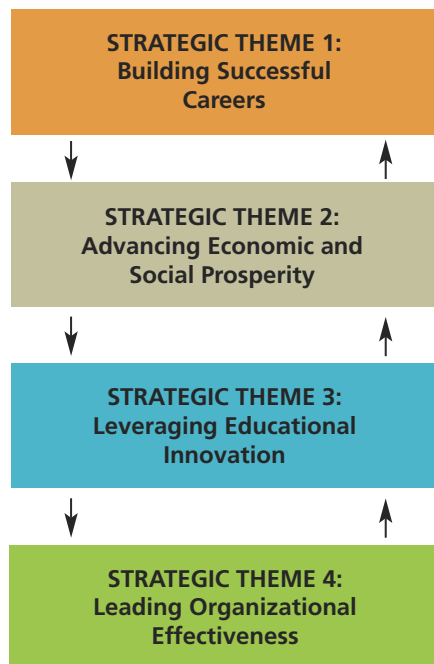 STRATEGIC THEME 1:
Building Successful
Careers
STRATEGIC THEME 2:
Advancing Economic and
Social Prosperity
STRATEGIC THEME 3:
Leveraging Educational
Innovation
STRATEGIC THEME 4:
Leading Organizational
Effectiveness